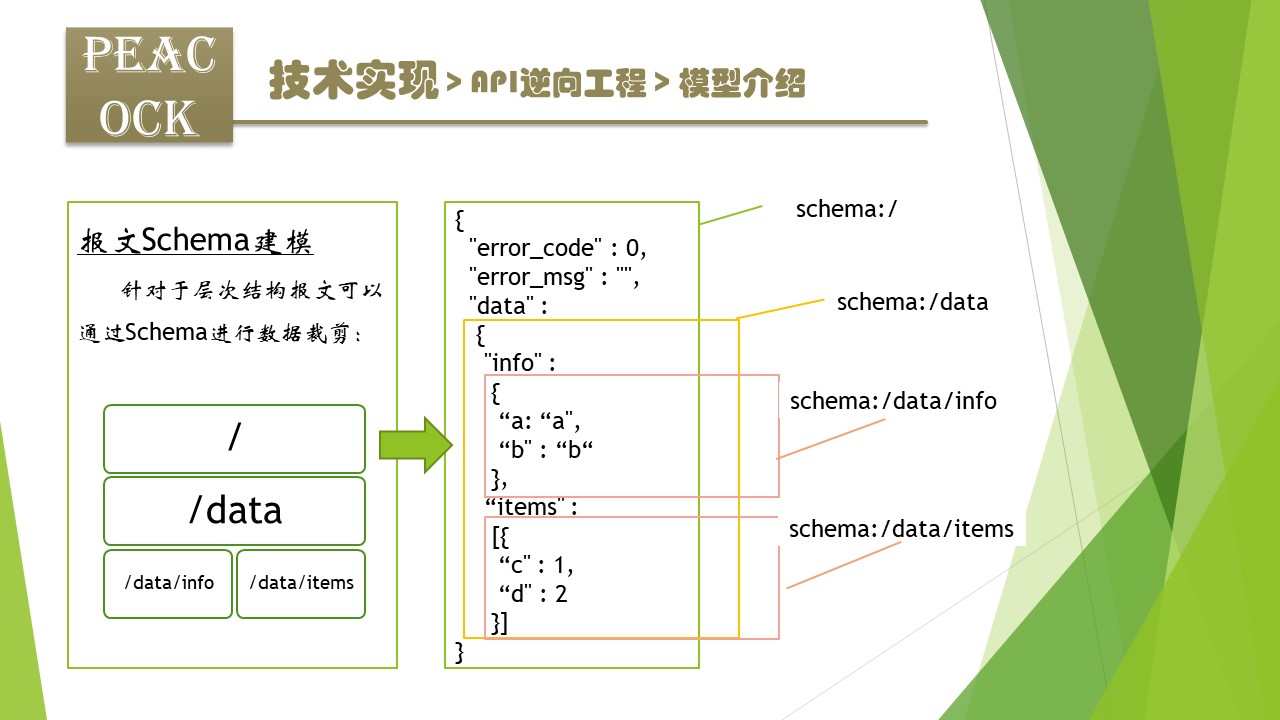 PEAC
OCK
技术实现 > API逆向工程 > 模型介绍
报文Schema建模
针对于层次结构报文可以
通过Schema进行数据裁剪：
/
/data
/data/info
/data/items
{
"error_code" : 0,
"error_msg" : "",
"data" :
{
"info" :
{
“a: “a",
“b" : “b“
},
“items" :
[{
“c" : 1,
“d" : 2
}]
}
schema:/
schema:/data
schema:/data/info
schema:/data/items